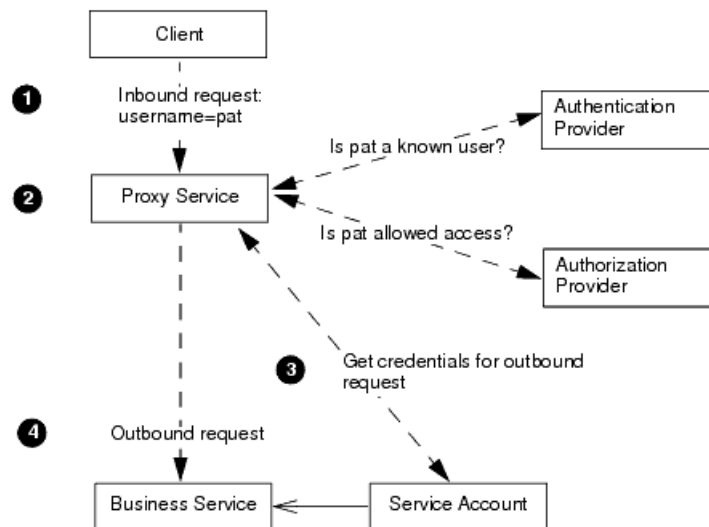 Client
1
Inbound request:
username=pat
Authentication
Provider
Is pat a known user?
2
Proxy Service
Is pat allowed access?
Authorization
Provider
3
Get credentials for outbound
request
4
Outbound request
Business Service
Service Account